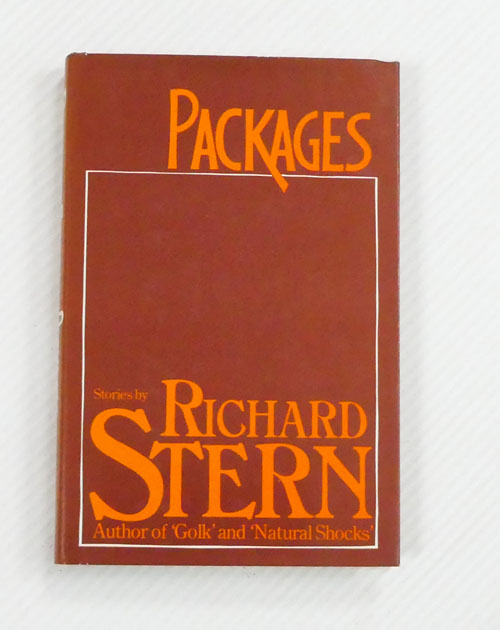 PACKAGES
Stories by
RICHARD
STERN
Author of ‘Golk’ and ‘Natural Shocks’